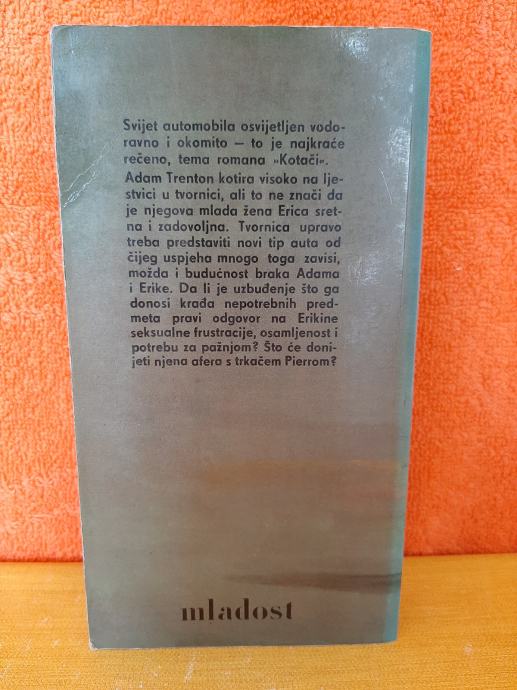 Svijet automobila osvijetljen vodo-
ravno i okomito — to je najkraće
rečeno, tema romana »Kotači«.
Adam Trenton kotira visoko na lje-
stvici u tvornici, ali to ne znači da
je njegova mlada žena Erica sret-
na i zadovoljna. Tvornica upravo
treba predstaviti novi tip auta od
čijeg uspjeha mnogo toga zavisi,
možda i budućnost braka Adama
i Erike. Da li je uzbuđenje što ga
donosi krađa nepotrebnih pred-
meta pravi odgovor na Erikine
seksualne frustracije, osamljenost i
potrebu za pažnjom? Što će doni-
jeti njena afera s trkačem Pierrom?
mladost